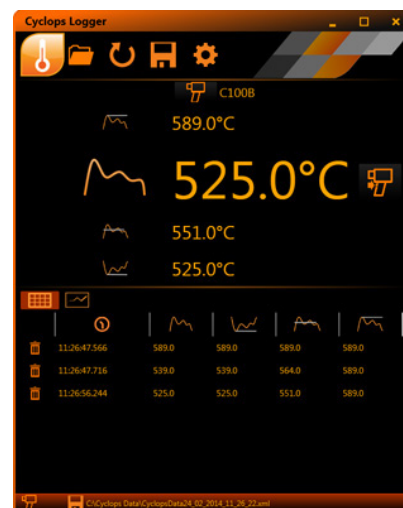 Cyclops Logger
C100B
589.0°C
525.0°C
551.0°C
525.0°C
11:26:47.566 589.0 589.0 589.0 589.0
11:26:47.716 539.0 539.0 564.0 589.0
11:26:56.244 525.0 525.0 551.0 589.0
C:\Cyclops Data\CyclopsData24_02_2014_11_26_22.xml